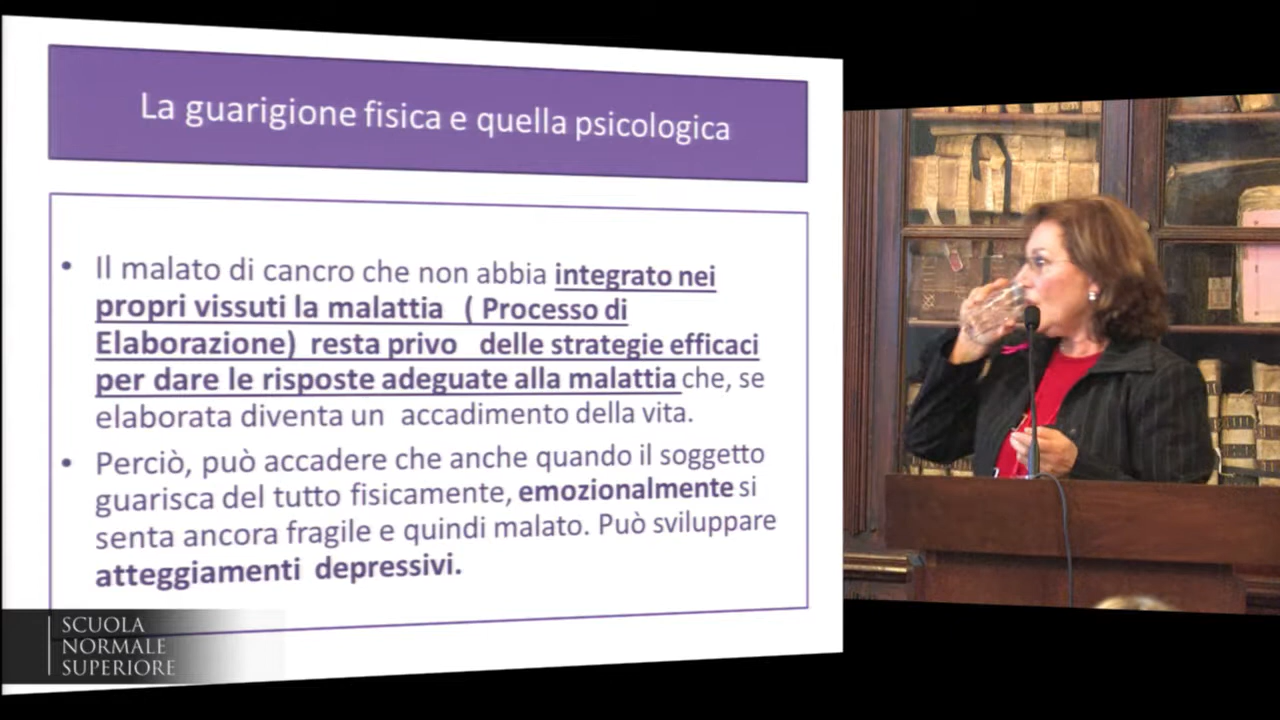 La guarigione fisica e quella psicologica
• Il malato di cancro che non abbia integrato nei
propri vissuti la malattia ( Processo di
Elaborazione) resta privo delle strategie efficaci
per dare le risposte adeguate alla malattia che, se
elaborata diventa un accadimento della vita.
• Perciò, può accadere che anche quando il soggetto
guarisca del tutto fisicamente, emozionalmente si
senta ancora fragile e quindi malato. Può sviluppare
atteggiamenti depressivi.
SCUOLA
NORMALE
SUPERIORE